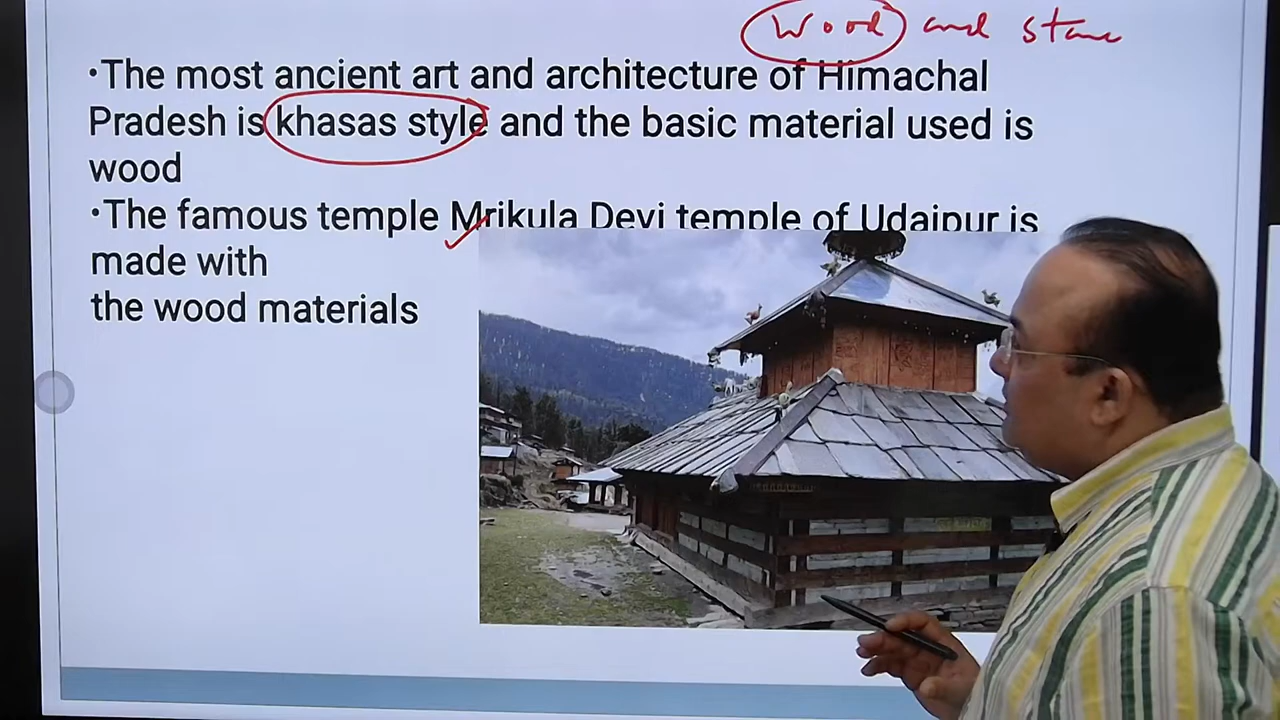 Wood and stone
•The most ancient art and architecture of Himachal
Pradesh is khasas style and the basic material used is
wood
•The famous temple Mrikula Devi temple of Udaipur is
made with
the wood materials